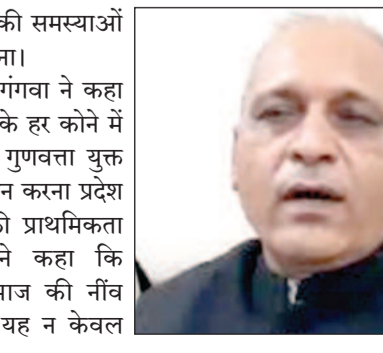 की समस्याओं
ना।
गंगवा ने कहा
के हर कोने में
गुणवत्ता युक्त
न करना प्रदेश
की प्राथमिकता
ने कहा कि
माज की नींव
यह न केवल